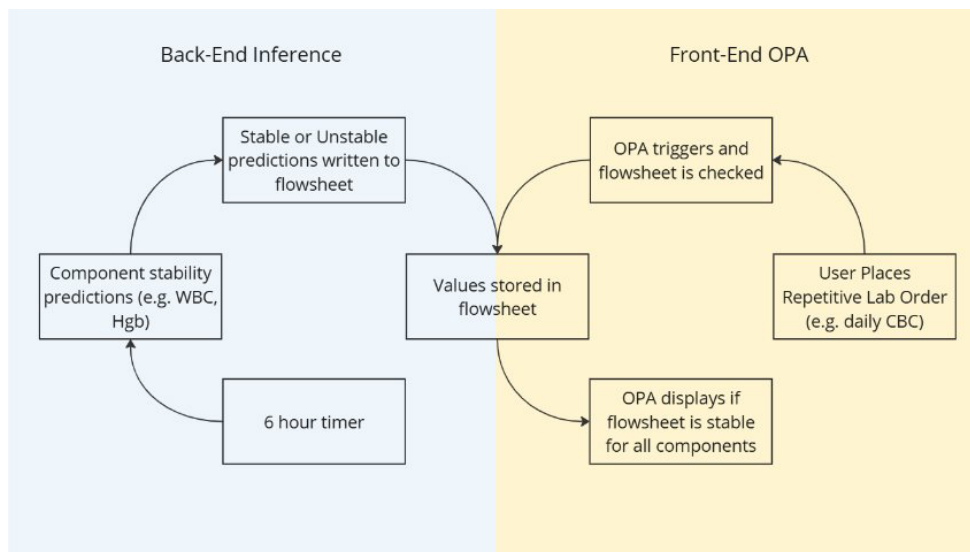 Back-End Inference
Front-End OPA
Stable or Unstable
predictions written to
flowsheet
OPA triggers and
flowsheet is checked
Component stability
predictions (e.g. WBC,
Hgb)
Values stored in
flowsheet
User Places
Repetitive Lab Order
(e.g. daily CBC)
6 hour timer
OPA displays if
flowsheet is stable
for all components